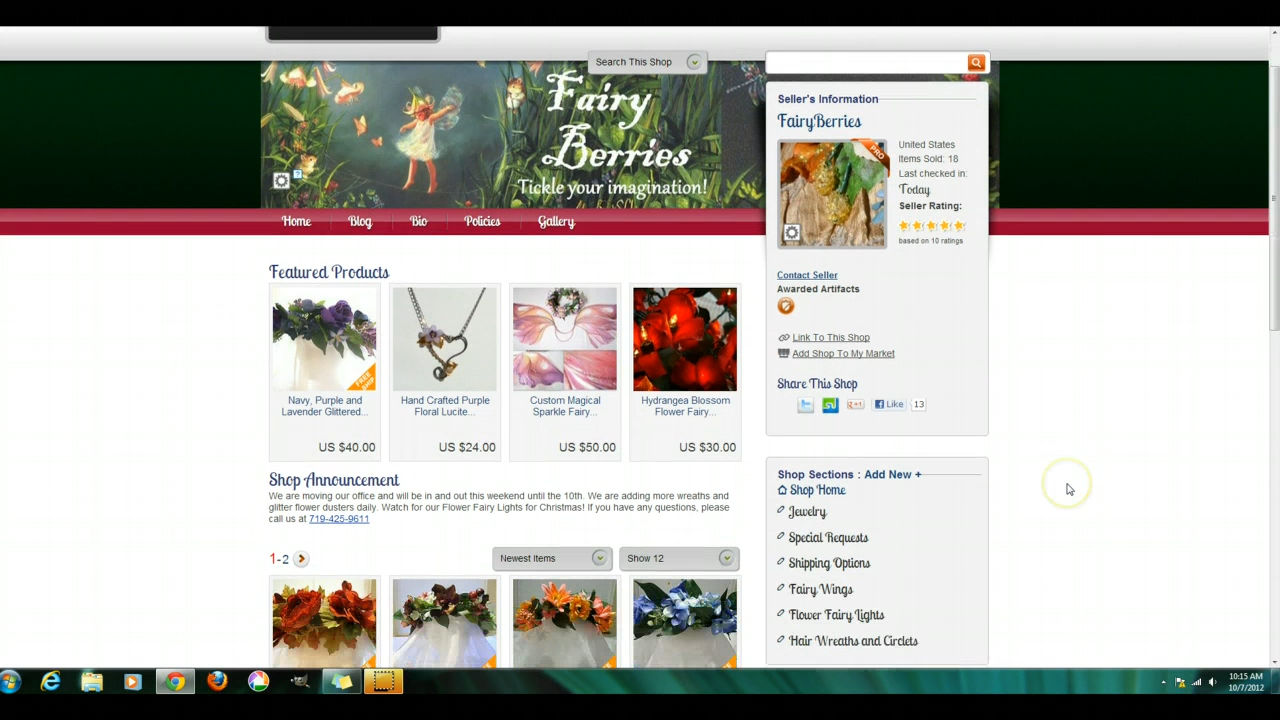 Search This Shop
Fairy
Berries
Tickle your imagination!
Home
Blog
Bio
Policies
Gallery
Seller's Information
FairyBerries
PRO
United States
Items Sold: 18
Last checked in:
Today
Seller Rating:
based on 10 ratings
Contact Seller
Awarded Artifacts
Link To This Shop
Add Shop To My Market
Share This Shop
+1
Like
13
Featured Products
FREE SHIP
Navy, Purple and
Lavender Glittered...
US $40.00
Hand Crafted Purple
Floral Lucite...
US $24.00
Custom Magical
Sparkle Fairy...
US $50.00
Hydrangea Blossom
Flower Fairy...
US $30.00
Shop Announcement
We are moving our office and will be in and out this weekend until the 10th. We are adding more wreaths and
glitter flower dusters daily. Watch for our Flower Fairy Lights for Christmas! If you have any questions, please
call us at 719-425-9611
1-2
Newest Items
Show 12
Shop Sections : Add New +
Shop Home
Jewelry
Special Requests
Shipping Options
Fairy Wings
Flower Fairy Lights
Hair Wreaths and Circlets
10:15 AM
10/7/2012